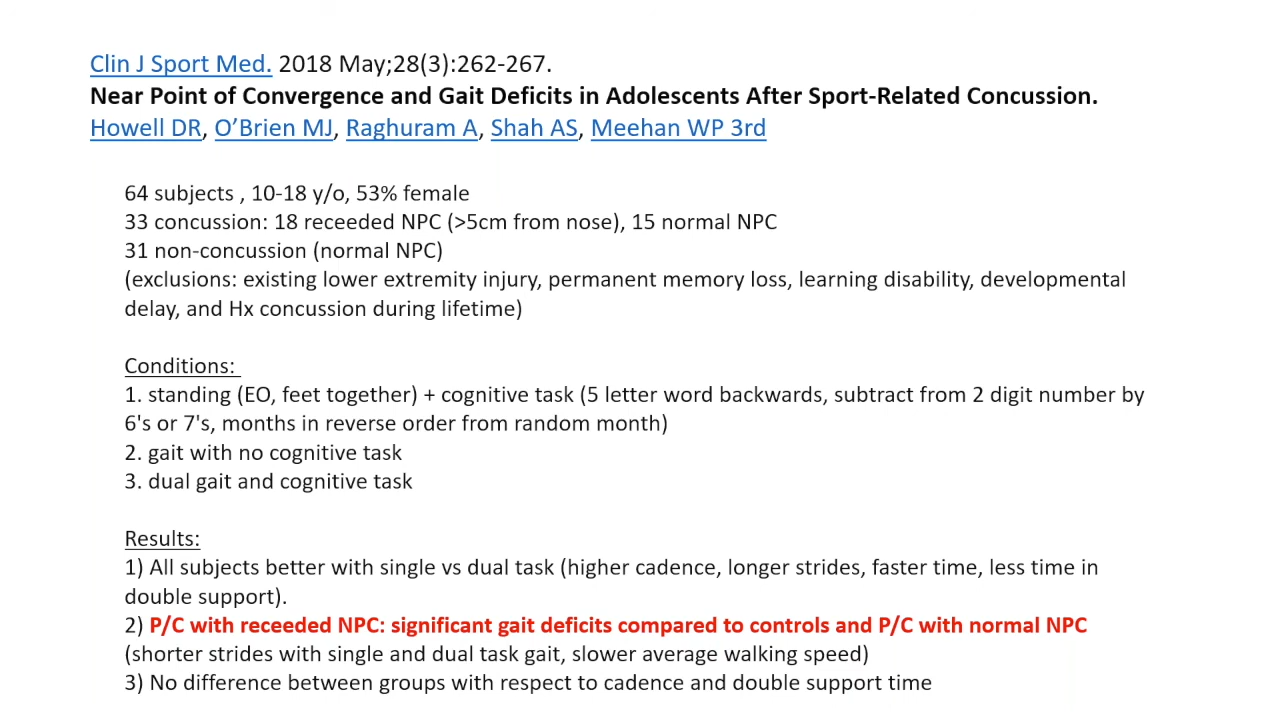 Clin J Sport Med. 2018 May;28(3):262-267.
Near Point of Convergence and Gait Deficits in Adolescents After Sport-Related Concussion.
Howell DR, O’Brien MJ, Raghuram A, Shah AS, Meehan WP 3rd
64 subjects , 10-18 y/o, 53% female
33 concussion: 18 receeded NPC (>5cm from nose), 15 normal NPC
31 non-concussion (normal NPC)
(exclusions: existing lower extremity injury, permanent memory loss, learning disability, developmental
delay, and Hx concussion during lifetime)
Conditions:
1. standing (EO, feet together) + cognitive task (5 letter word backwards, subtract from 2 digit number by
6's or 7's, months in reverse order from random month)
2. gait with no cognitive task
3. dual gait and cognitive task
Results:
1) All subjects better with single vs dual task (higher cadence, longer strides, faster time, less time in
double support).
2) P/C with receeded NPC: significant gait deficits compared to controls and P/C with normal NPC
(shorter strides with single and dual task gait, slower average walking speed)
3) No difference between groups with respect to cadence and double support time